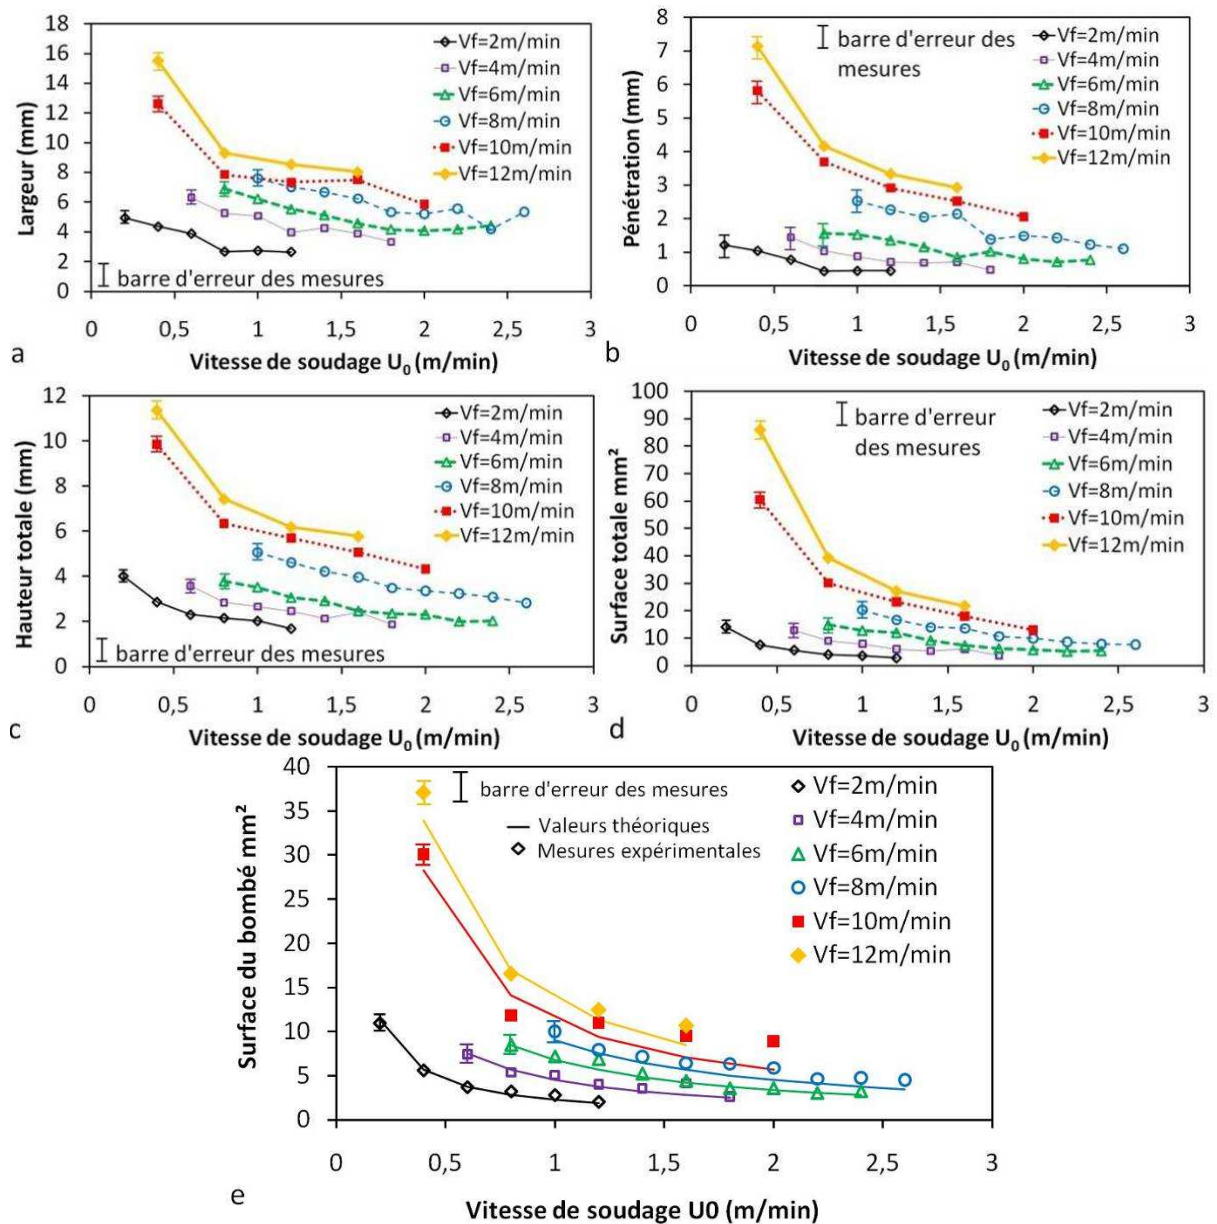 18
16
14
12
10
8
6
4
2
0
Largeur (mm)
Vf=2m/min
Vf=4m/min
Vf=6m/min
Vf=8m/min
Vf=10m/min
Vf=12m/min
barre d'erreur des mesures
0 0,5 1 1,5 2 2,5 3
Vitesse de soudage U₀ (m/min)
a
8
7
6
5
4
3
2
1
0
Pénétration (mm)
barre d'erreur des
mesures
Vf=2m/min
Vf=4m/min
Vf=6m/min
Vf=8m/min
Vf=10m/min
Vf=12m/min
0 0,5 1 1,5 2 2,5 3
Vitesse de soudage U₀ (m/min)
b
12
10
8
6
4
2
0
Hauteur totale (mm)
Vf=2m/min
Vf=4m/min
Vf=6m/min
Vf=8m/min
Vf=10m/min
Vf=12m/min
barre d'erreur des mesures
0 0,5 1 1,5 2 2,5 3
Vitesse de soudage U₀ (m/min)
c
100
90
80
70
60
50
40
30
20
10
0
Surface totale mm²
barre d'erreur
des mesures
Vf=2m/min
Vf=4m/min
Vf=6m/min
Vf=8m/min
Vf=10m/min
Vf=12m/min
0 0,5 1 1,5 2 2,5 3
Vitesse de soudage U₀ (m/min)
d
40
35
30
25
20
15
10
5
0
Surface du bombé mm²
barre d'erreur des mesures
Valeurs théoriques
Mesures expérimentales
Vf=2m/min
Vf=4m/min
Vf=6m/min
Vf=8m/min
Vf=10m/min
Vf=12m/min
0 0,5 1 1,5 2 2,5 3
Vitesse de soudage U0 (m/min)
e